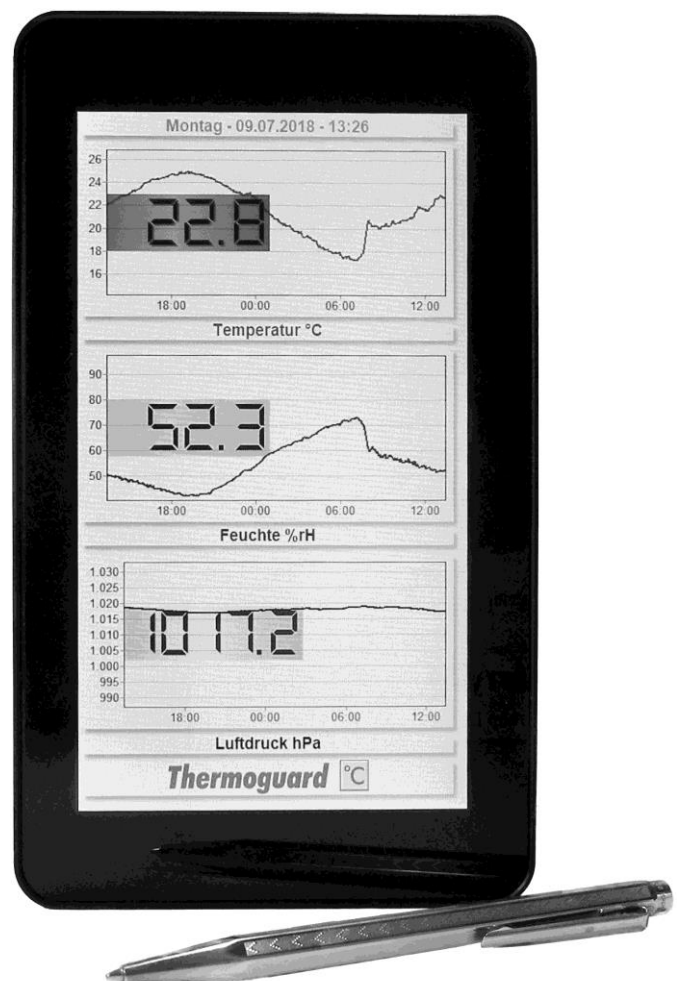 Montag - 09.07.2018 - 13:26
26
24
22
20
18
16
22.8
18:00 00:00 06:00 12:00
Temperatur °C
90
80
70
60
50
52.3
18:00 00:00 06:00 12:00
Feuchte %rH
1.030
1.025
1.020
1.015
1.010
1.005
1.000
995
990
1017.2
18:00 00:00 06:00 12:00
Luftdruck hPa
Thermoguard °C